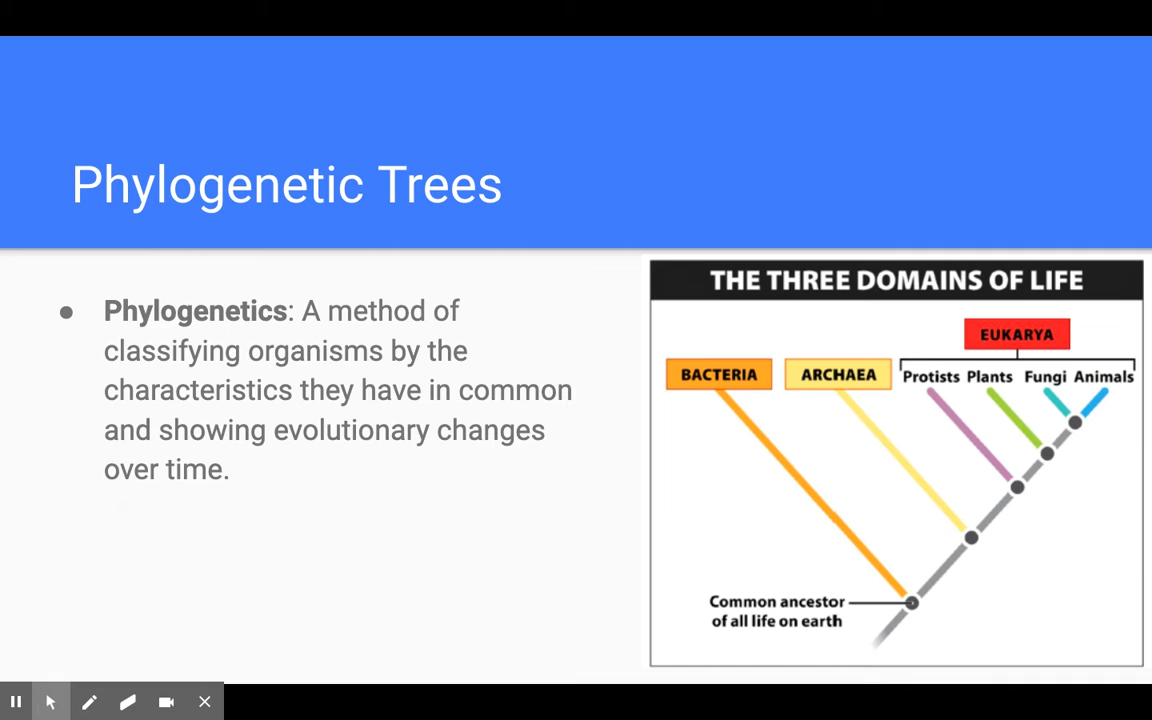 Phylogenetic Trees
● Phylogenetics: A method of
classifying organisms by the
characteristics they have in common
and showing evolutionary changes
over time.
THE THREE DOMAINS OF LIFE
EUKARYA
BACTERIA
ARCHAEA
Protists Plants Fungi Animals
Common ancestor
of all life on earth